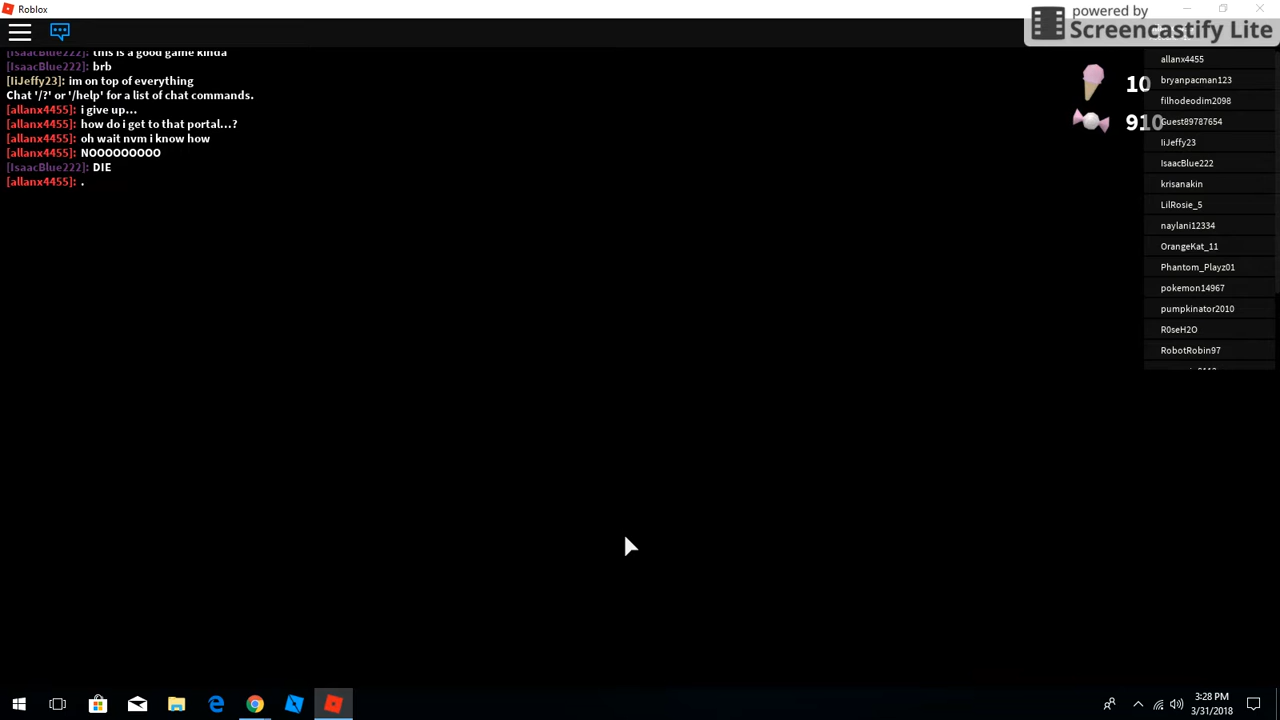 Roblox
powered by
Screencastify Lite
[IsaacBlue222]: this is a good game kinda
[IsaacBlue222]: brb
[IiJeffy23]: im on top of everything
Chat '/?' or '/help' for a list of chat commands.
[allanx4455]: i give up...
[allanx4455]: how do i get to that portal...?
[allanx4455]: oh wait nvm i know how
[allanx4455]: NOOOOOOOOO
[IsaacBlue222]: DIE
[allanx4455]: .
10
910
allanx4455
bryanpacman123
filhodeodim2098
Guest89787654
IiJeffy23
IsaacBlue222
krisanakin
LilRosie_5
naylani12334
OrangeKat_11
Phantom_Playz01
pokemon14967
pumpkinator2010
R0seH2O
RobotRobin97
3:28 PM
3/31/2018